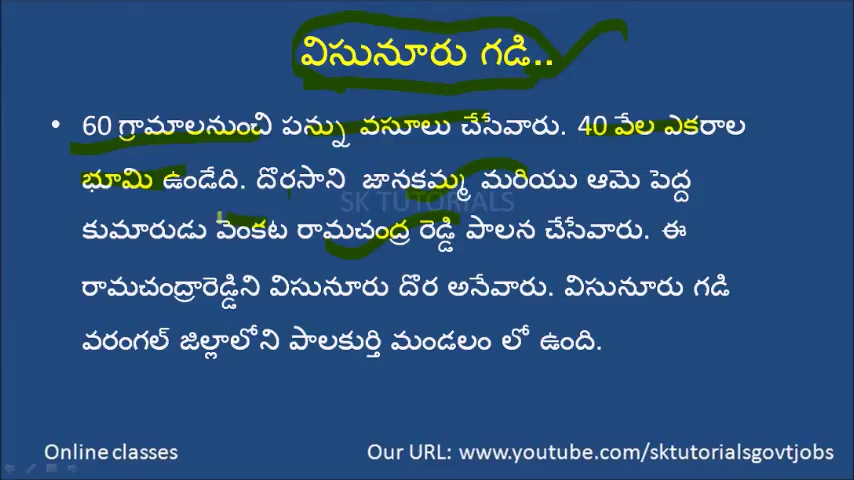 విసునూరు గడి..
• 60 గ్రామాలనుంచి పన్ను వసూలు చేసేవారు. 40 వేల ఎకరాల
భూమి ఉండేది. దొరసాని జానకమ్మ మరియు ఆమె పెద్ద
SK TUTORIALS
కుమారుడు వెంకట రామచంద్ర రెడ్డి పాలన చేసేవారు. ఈ
రామచంద్రారెడ్డిని విసునూరు దొర అనేవారు. విసునూరు గడి
వరంగల్ జిల్లాలోని పాలకుర్తి మండలం లో ఉంది.
Online classes
Our URL: www.youtube.com/sktutorialsgovtjobs